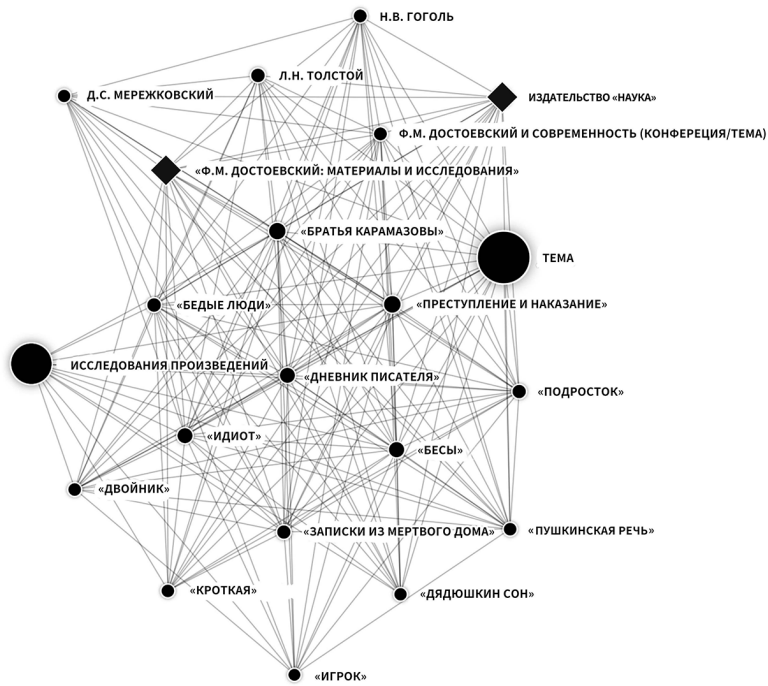 Н.В. ГОГОЛЬ
Л.Н. ТОЛСТОЙ
Д.С. МЕРЕЖКОВСКИЙ
ИЗДАТЕЛЬСТВО «НАУКА»
Ф.М. ДОСТОЕВСКИЙ И СОВРЕМЕННОСТЬ (КОНФЕРЕЦИЯ/ТЕМА)
«Ф.М. ДОСТОЕВСКИЙ: МАТЕРИАЛЫ И ИССЛЕДОВАНИЯ»
«БРАТЬЯ КАРАМАЗОВЫ»
ТЕМА
«БЕДЫЕ ЛЮДИ»
«ПРЕСТУПЛЕНИЕ И НАКАЗАНИЕ»
ИССЛЕДОВАНИЯ ПРОИЗВЕДЕНИЙ
«ДНЕВНИК ПИСАТЕЛЯ»
«ПОДРОСТОК»
«ИДИОТ»
«БЕСЫ»
«ДВОЙНИК»
«ЗАПИСКИ ИЗ МЕРТВОГО ДОМА»
«ПУШКИНСКАЯ РЕЧЬ»
«КРОТКАЯ»
«ДЯДЮШКИН СОН»
«ИГРОК»